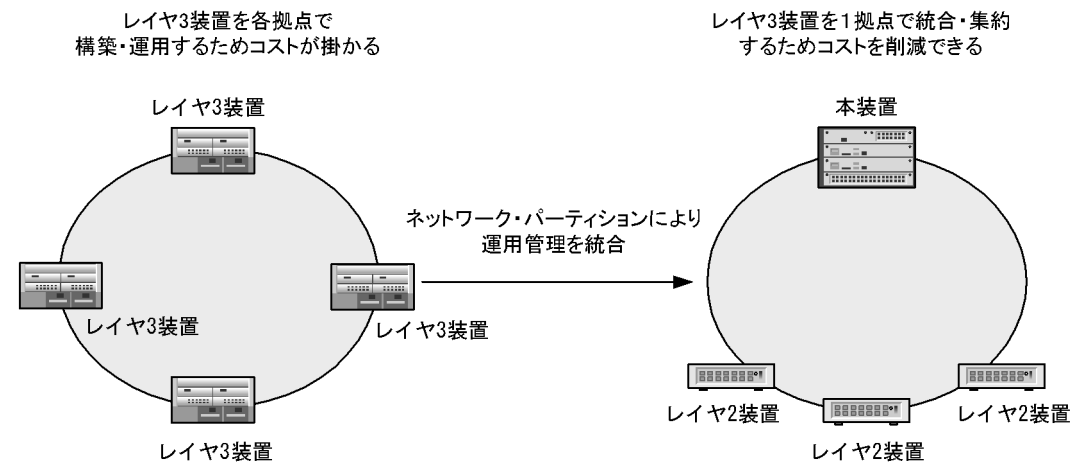 レイヤ3装置を各拠点で
構築・運用するためコストが掛かる
レイヤ3装置を1拠点で統合・集約
するためコストを削減できる
レイヤ3装置
本装置
ネットワーク・パーティションにより
運用管理を統合
レイヤ3装置
レイヤ3装置
レイヤ3装置
レイヤ2装置
レイヤ2装置
レイヤ2装置